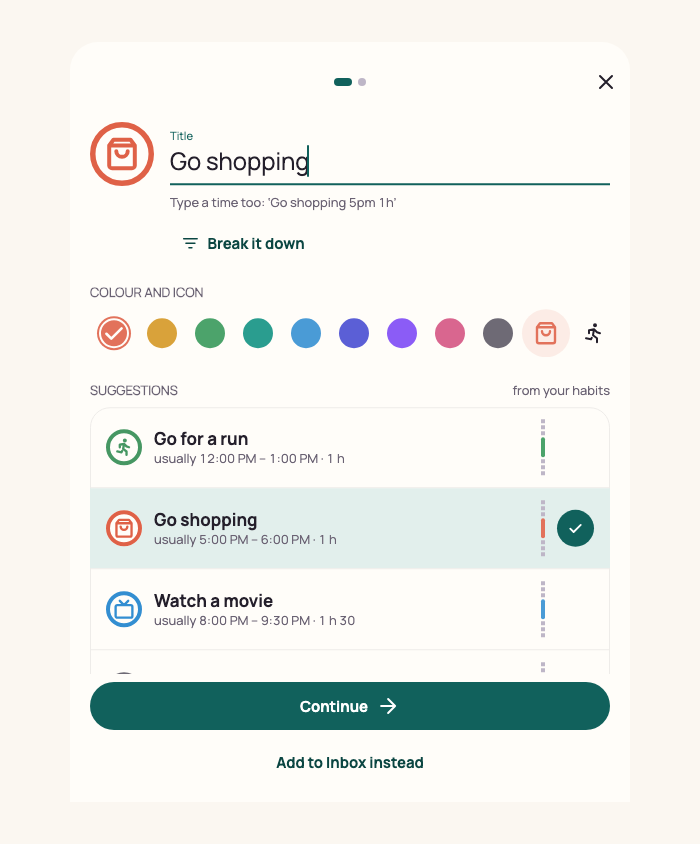 Title
Go shopping
Type a time too: 'Go shopping 5pm 1h'
Break it down
COLOUR AND ICON
SUGGESTIONS
from your habits
Go for a run
usually 12:00 PM – 1:00 PM · 1 h
Go shopping
usually 5:00 PM – 6:00 PM · 1 h
Watch a movie
usually 8:00 PM – 9:30 PM · 1 h 30
Continue
Add to Inbox instead